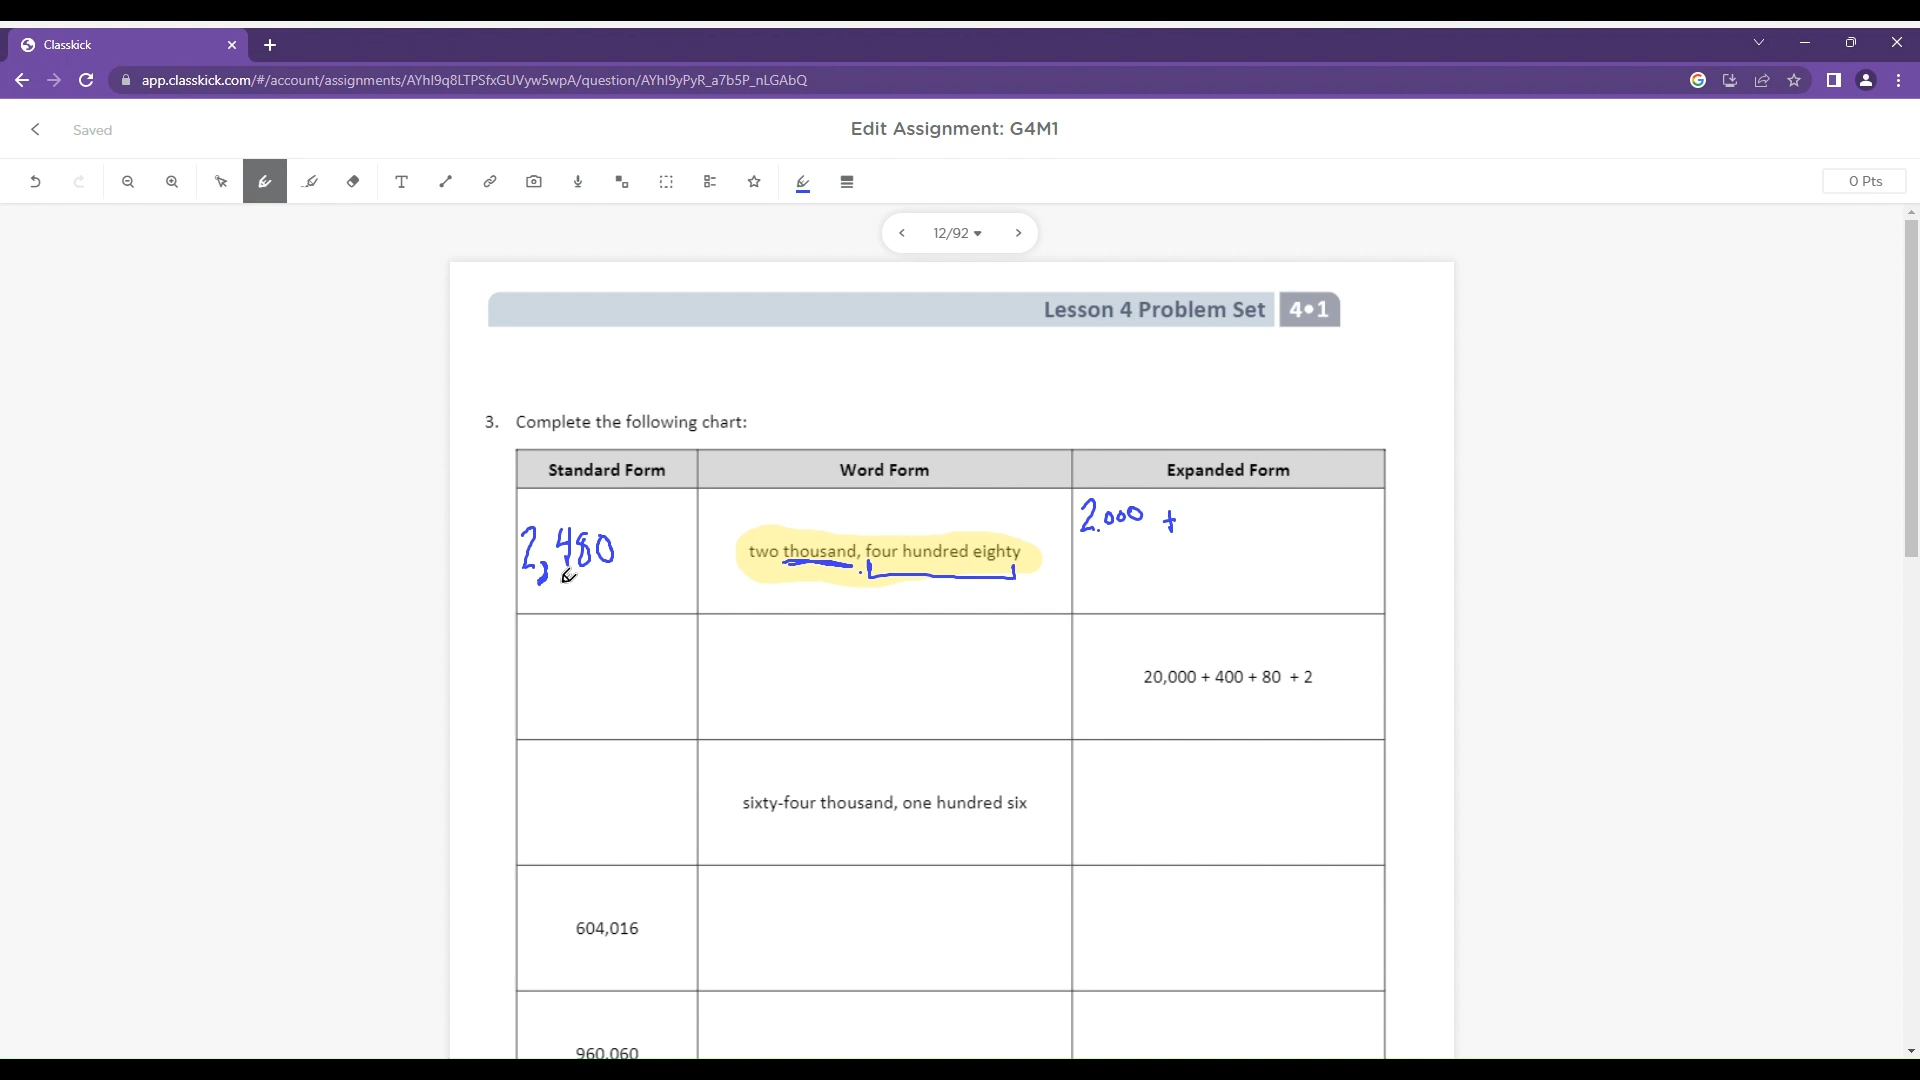 Classkick
app.classkick.com/#/account/assignments/AYhI9q8LTPSfxGUVyw5wpA/question/AYhI9yPyR_a7b5P_nLGAbQ
Saved
Edit Assignment: G4M1
0 Pts
12/92
Lesson 4 Problem Set 4•1
3. Complete the following chart:
Standard Form Word Form Expanded Form
2,480 two thousand, four hundred eighty 2,000 +
20,000 + 400 + 80 + 2
sixty-four thousand, one hundred six
604,016
960,060